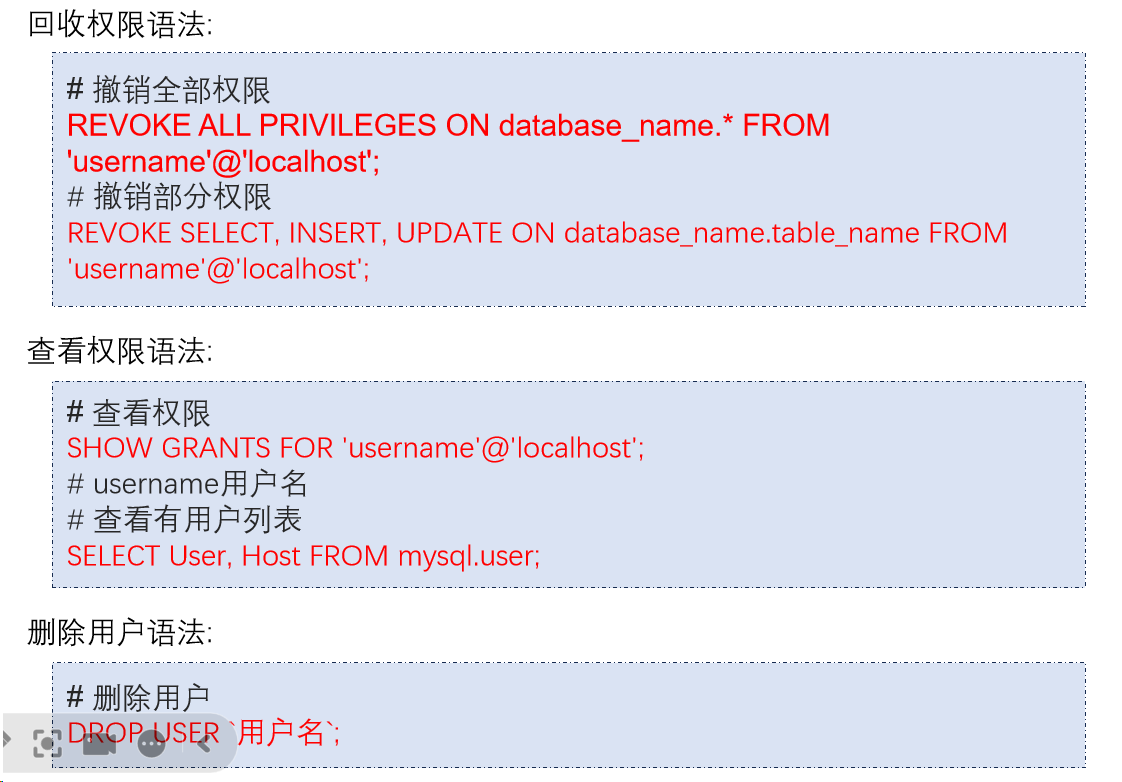 回收权限语法:
# 撤销全部权限
REVOKE ALL PRIVILEGES ON database_name.* FROM
'username'@'localhost';
# 撤销部分权限
REVOKE SELECT, INSERT, UPDATE ON database_name.table_name FROM
'username'@'localhost';
查看权限语法:
# 查看权限
SHOW GRANTS FOR 'username'@'localhost';
# username用户名
# 查看有用户列表
SELECT User, Host FROM mysql.user;
删除用户语法:
# 删除用户
DROP USER `用户名`;